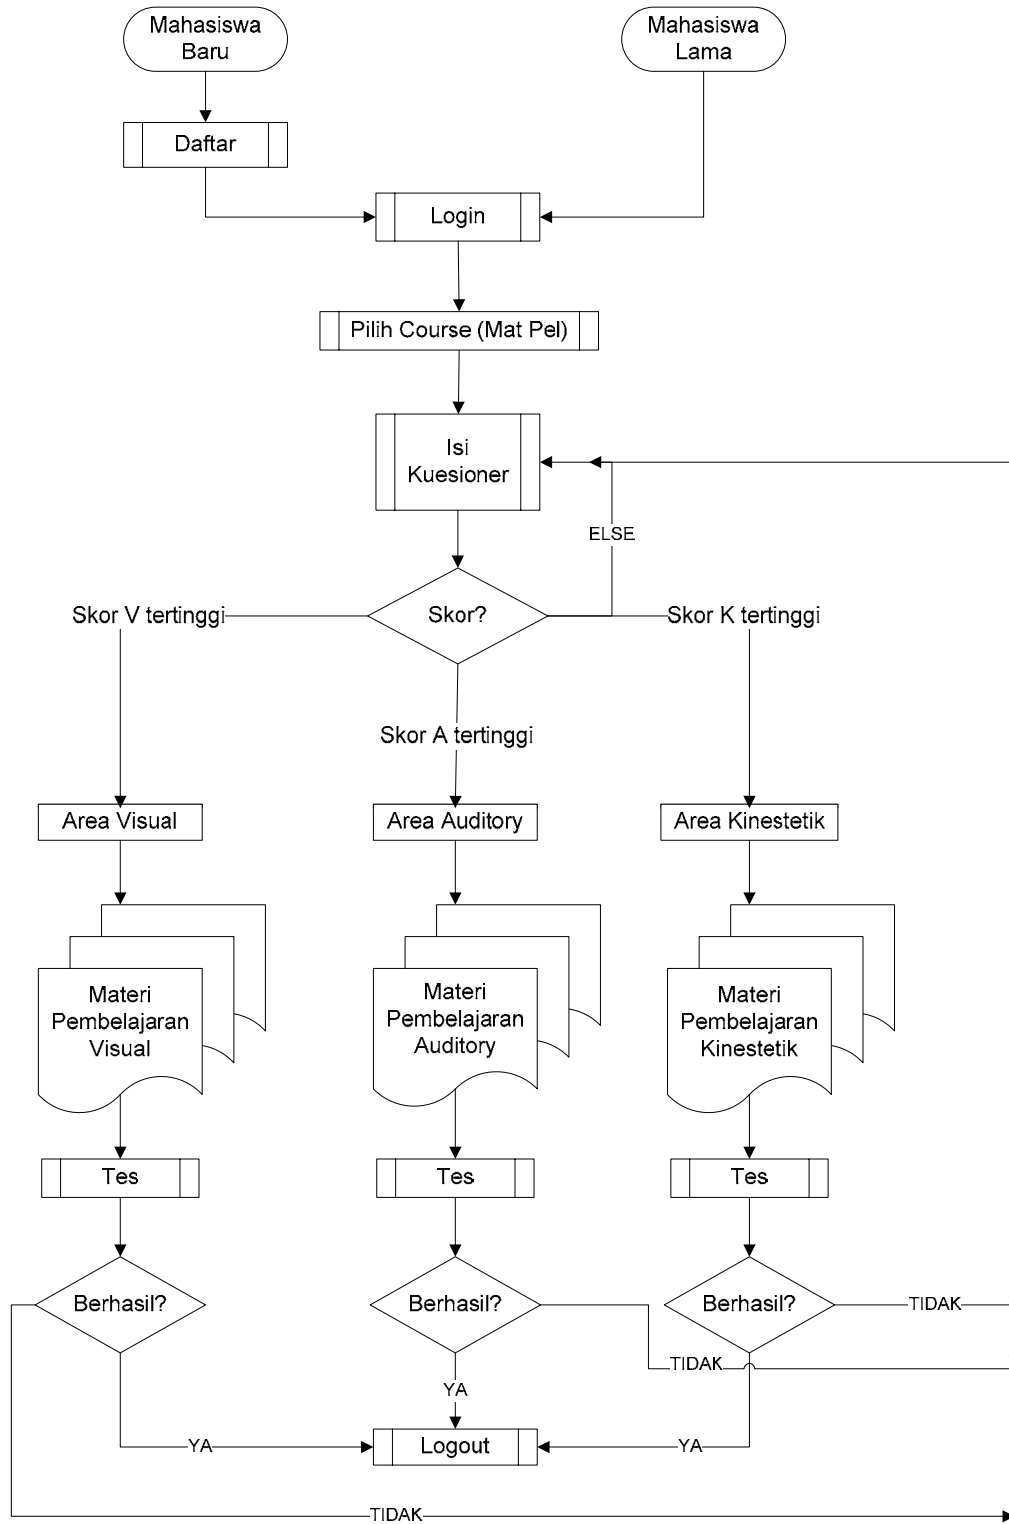 Mahasiswa
Baru
Mahasiswa
Lama
Daftar
Login
Pilih Course (Mat Pel)
Isi
Kuesioner
ELSE
Skor V tertinggi
Skor?
Skor K tertinggi
Skor A tertinggi
Area Visual
Area Auditory
Area Kinestetik
Materi
Pembelajaran
Visual
Materi
Pembelajaran
Auditory
Materi
Pembelajaran
Kinestetik
Tes
Tes
Tes
Berhasil?
Berhasil?
Berhasil?
TIDAK
TIDAK
YA
YA
Logout
YA
TIDAK